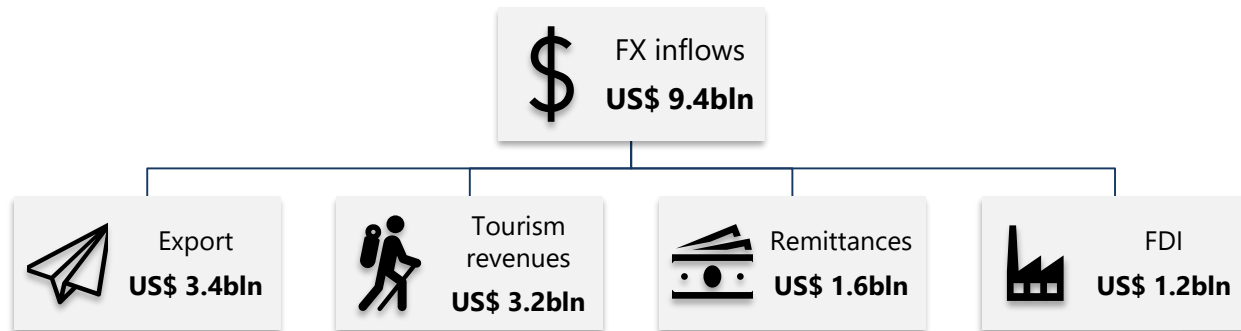 FX inflows
US$ 9.4bln
Export
US$ 3.4bln
Tourism
revenues
US$ 3.2bln
Remittances
US$ 1.6bln
FDI
US$ 1.2bln